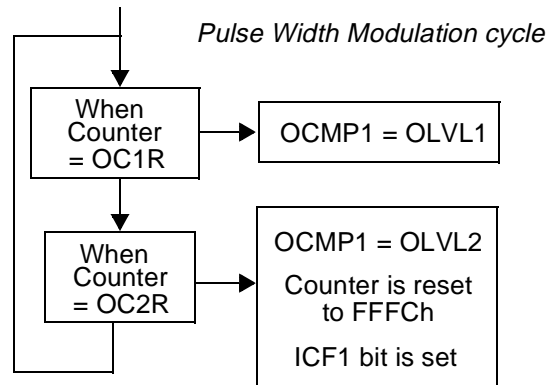 Pulse Width Modulation cycle
When
Counter
= OC1R
OCMP1 = OLVL1
When
Counter
= OC2R
OCMP1 = OLVL2
Counter is reset
to FFFCh
ICF1 bit is set